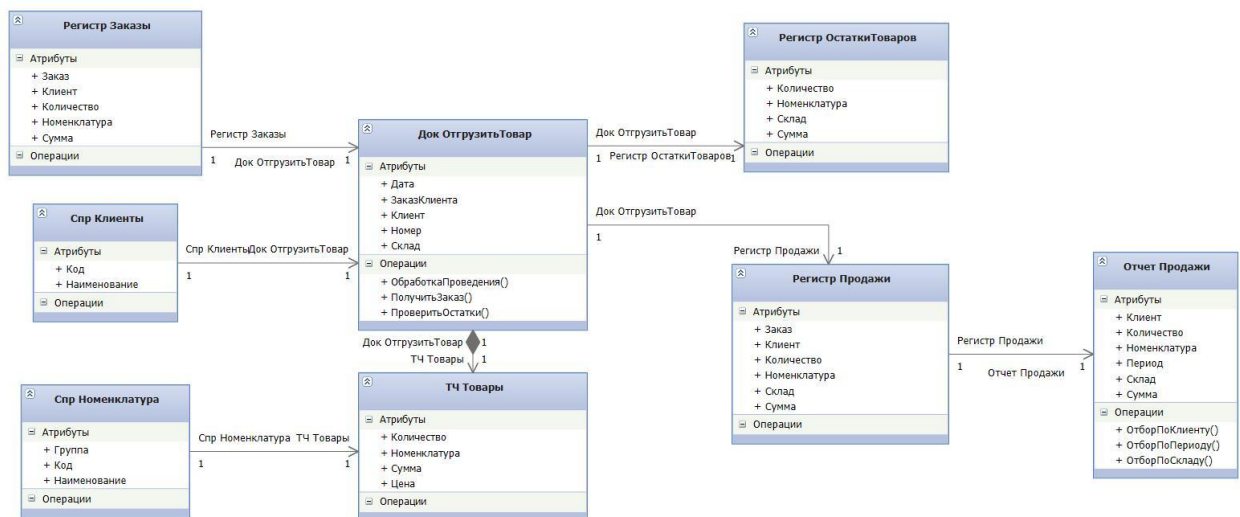 Регистр Заказы
Атрибуты
+ Заказ
+ Клиент
+ Количество
+ Номенклатура
+ Сумма
Операции
Регистр Заказы
1 Док ОтгрузитьТовар 1
Спр Клиенты
Атрибуты
+ Код
+ Наименование
Операции
Спр Клиенты Док ОтгрузитьТовар
1 1
Док ОтгрузитьТовар
Атрибуты
+ Дата
+ ЗаказКлиента
+ Клиент
+ Номер
+ Склад
Операции
+ ОбработкаПроведения()
+ ПолучитьЗаказ()
+ ПроверитьОстатки()
Док ОтгрузитьТовар 1
ТЧ Товары 1
Спр Номенклатура
Атрибуты
+ Группа
+ Код
+ Наименование
Операции
Спр Номенклатура ТЧ Товары
1 1
ТЧ Товары
Атрибуты
+ Количество
+ Номенклатура
+ Сумма
+ Цена
Операции
Док ОтгрузитьТовар
1 Регистр ОстаткиТоваров 1
Регистр ОстаткиТоваров
Атрибуты
+ Количество
+ Номенклатура
+ Склад
+ Сумма
Операции
Док ОтгрузитьТовар
1
Регистр Продажи 1
Регистр Продажи
Атрибуты
+ Заказ
+ Клиент
+ Количество
+ Номенклатура
+ Склад
+ Сумма
Операции
Регистр Продажи
1 Отчет Продажи 1
Отчет Продажи
Атрибуты
+ Клиент
+ Количество
+ Номенклатура
+ Период
+ Склад
+ Сумма
Операции
+ ОтборПоКлиенту()
+ ОтборПоПериоду()
+ ОтборПоСкладу()